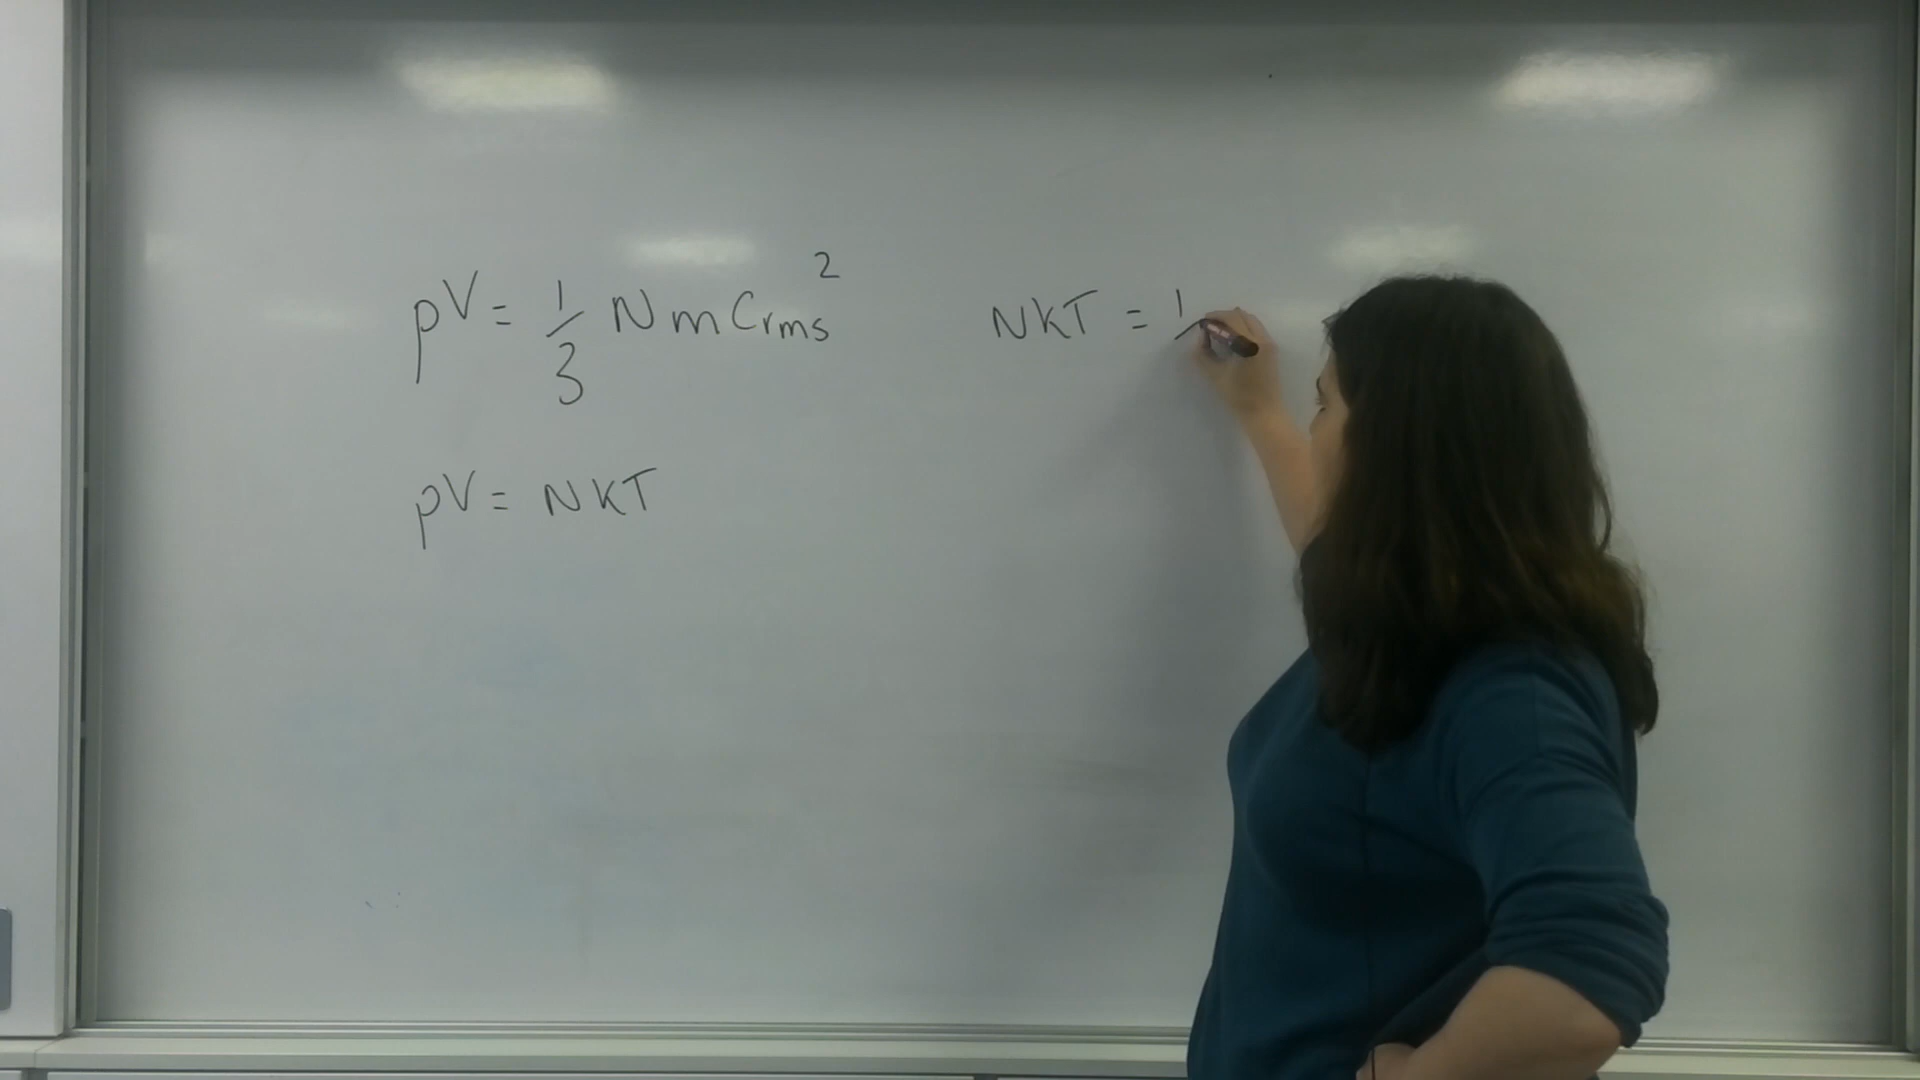 pV = 1/3 N m Crms²
pV = NKT
NKT = 1/